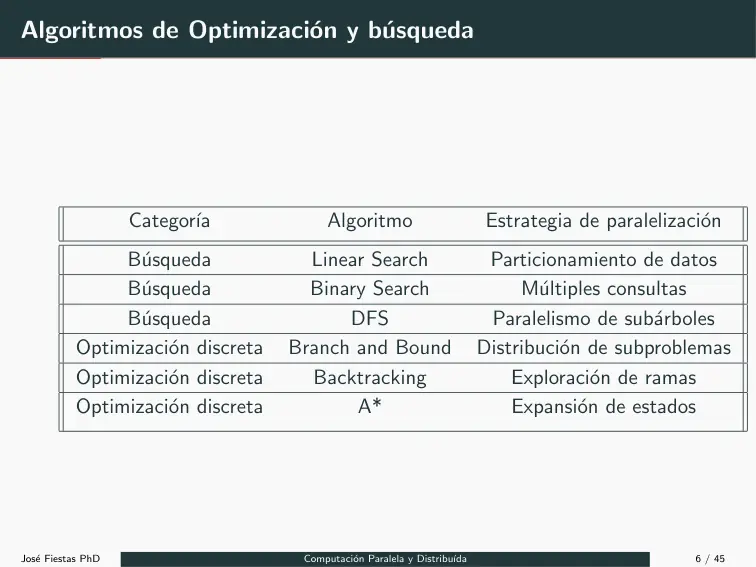 Algoritmos de Optimización y búsqueda
Categoría Algoritmo Estrategia de paralelización
Búsqueda Linear Search Particionamiento de datos
Búsqueda Binary Search Múltiples consultas
Búsqueda DFS Paralelismo de subárboles
Optimización discreta Branch and Bound Distribución de subproblemas
Optimización discreta Backtracking Exploración de ramas
Optimización discreta A* Expansión de estados
José Fiestas PhD Computación Paralela y Distribuída 6 / 45